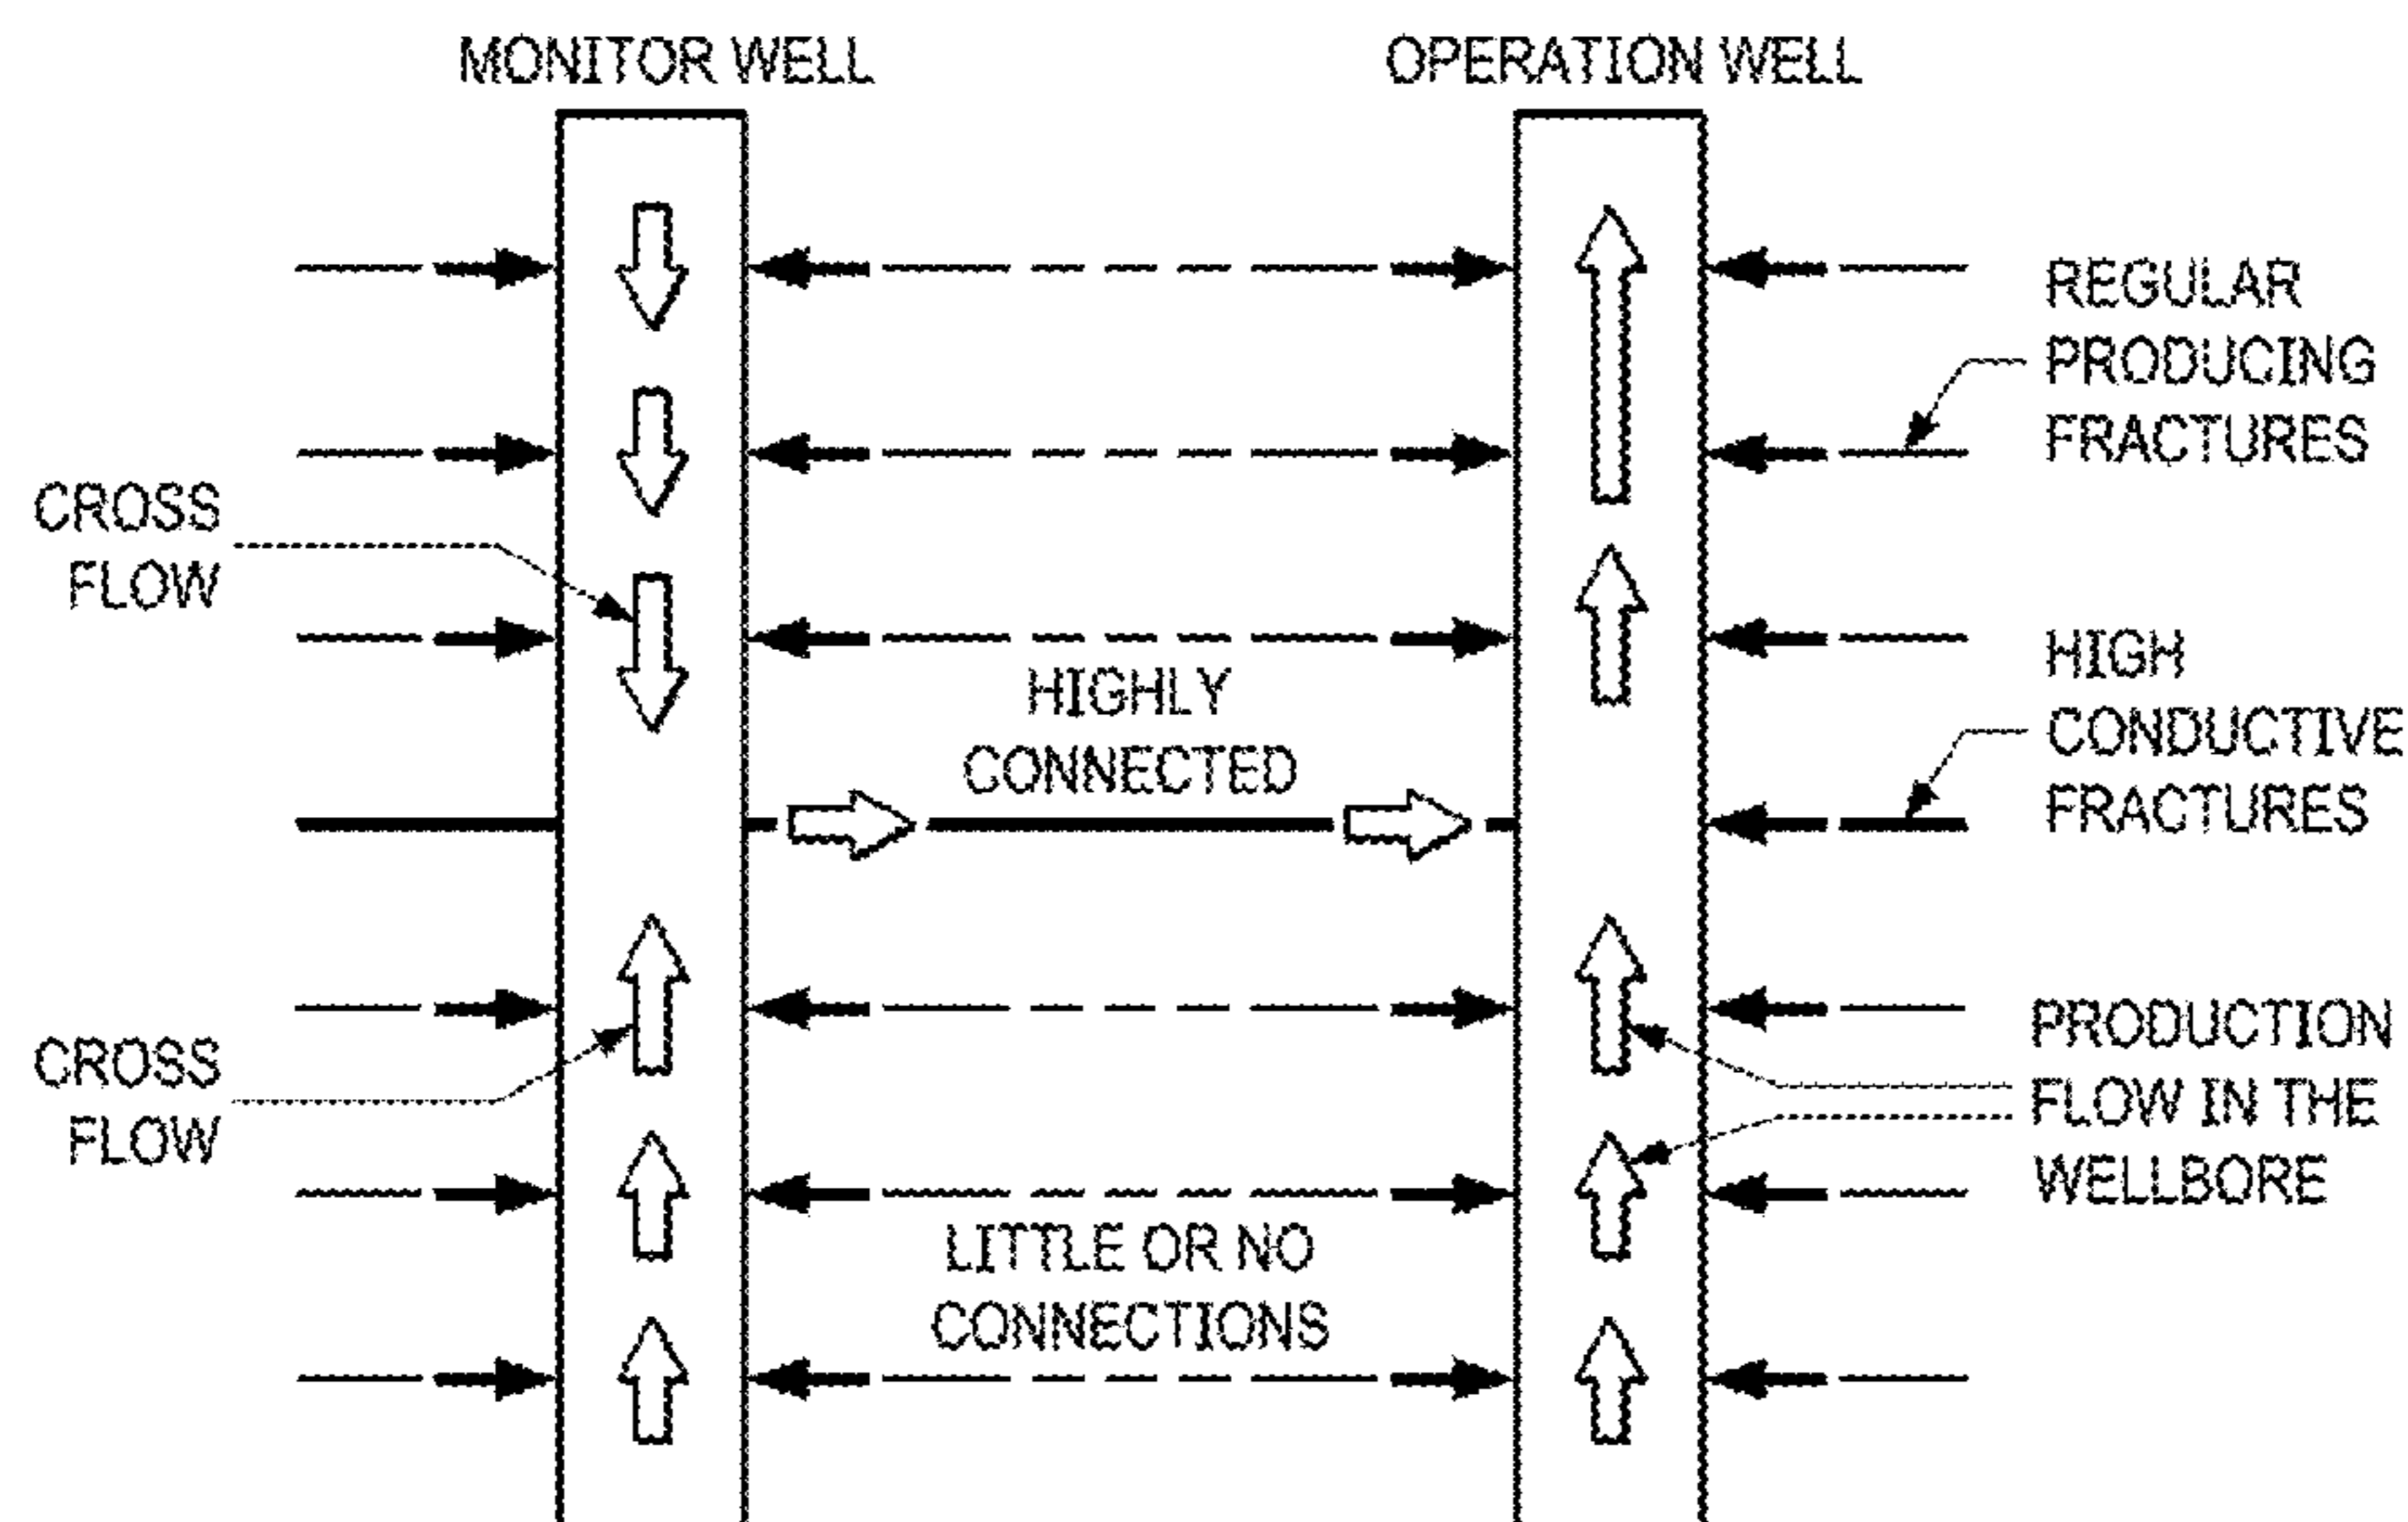 MONITOR WELL
OPERATION WELL
REGULAR
PRODUCING
FRACTURES
CROSS
FLOW
HIGHLY
CONNECTED
HIGH
CONDUCTIVE
FRACTURES
CROSS
FLOW
PRODUCTION
FLOW IN THE
WELLBORE
LITTLE OR NO
CONNECTIONS